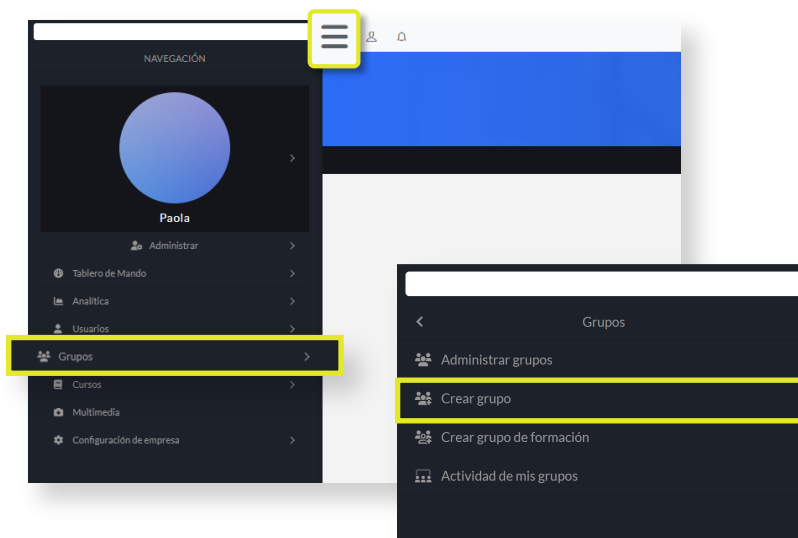 NAVEGACIÓN
Paola
Administrar
Tablero de Mando
Analítica
Usuarios
Grupos
Cursos
Multimedia
Configuración de empresa
Grupos
Administrar grupos
Crear grupo
Crear grupo de formación
Actividad de mis grupos